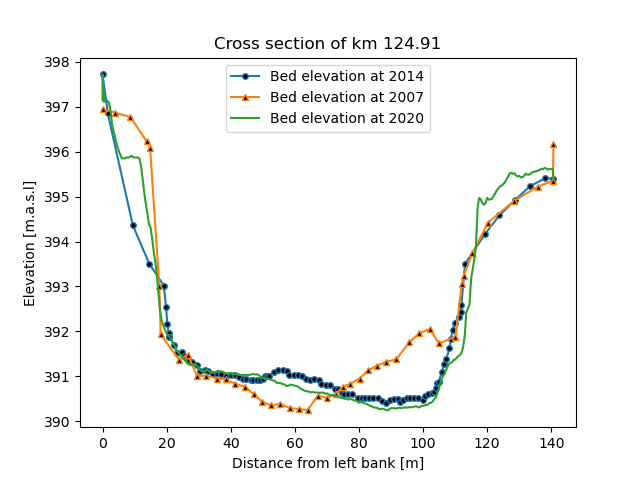 Cross section of km 124.91
Bed elevation at 2014
Bed elevation at 2007
Bed elevation at 2020
Elevation [m.a.s.l]
398
397
396
395
394
393
392
391
390
0 20 40 60 80 100 120 140
Distance from left bank [m]